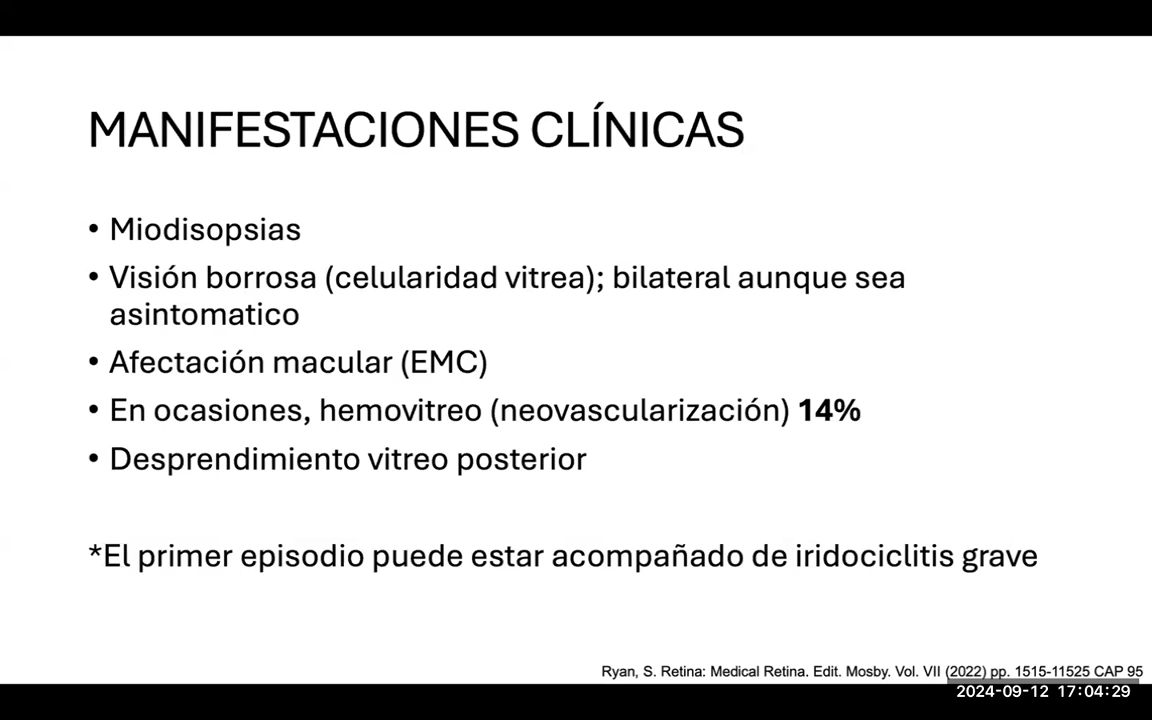 MANIFESTACIONES CLÍNICAS
• Miodisopsias
• Visión borrosa (celularidad vitrea); bilateral aunque sea
asintomatico
• Afectación macular (EMC)
• En ocasiones, hemovitreo (neovascularización) 14%
• Desprendimiento vitreo posterior
*El primer episodio puede estar acompañado de iridociclitis grave
Ryan, S. Retina: Medical Retina. Edit. Mosby. Vol. VII (2022) pp. 1515-11525 CAP 95
2024-09-12 17:04:29